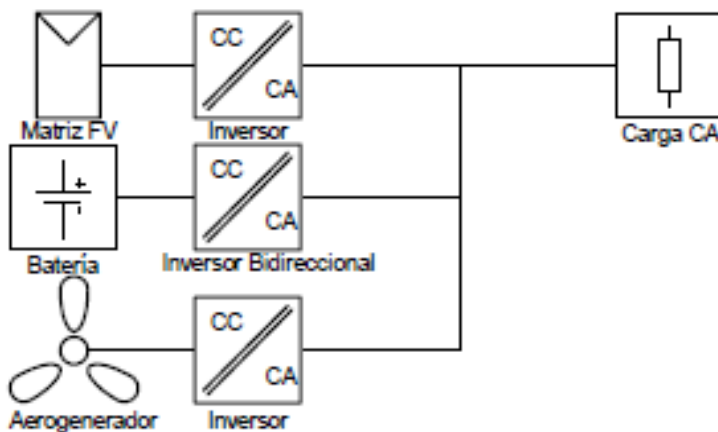 CC
CA
Matriz FV
Inversor
Carga CA
CC
CA
+
-
Batería
Inversor Bidireccional
CC
CA
Aerogenerador
Inversor